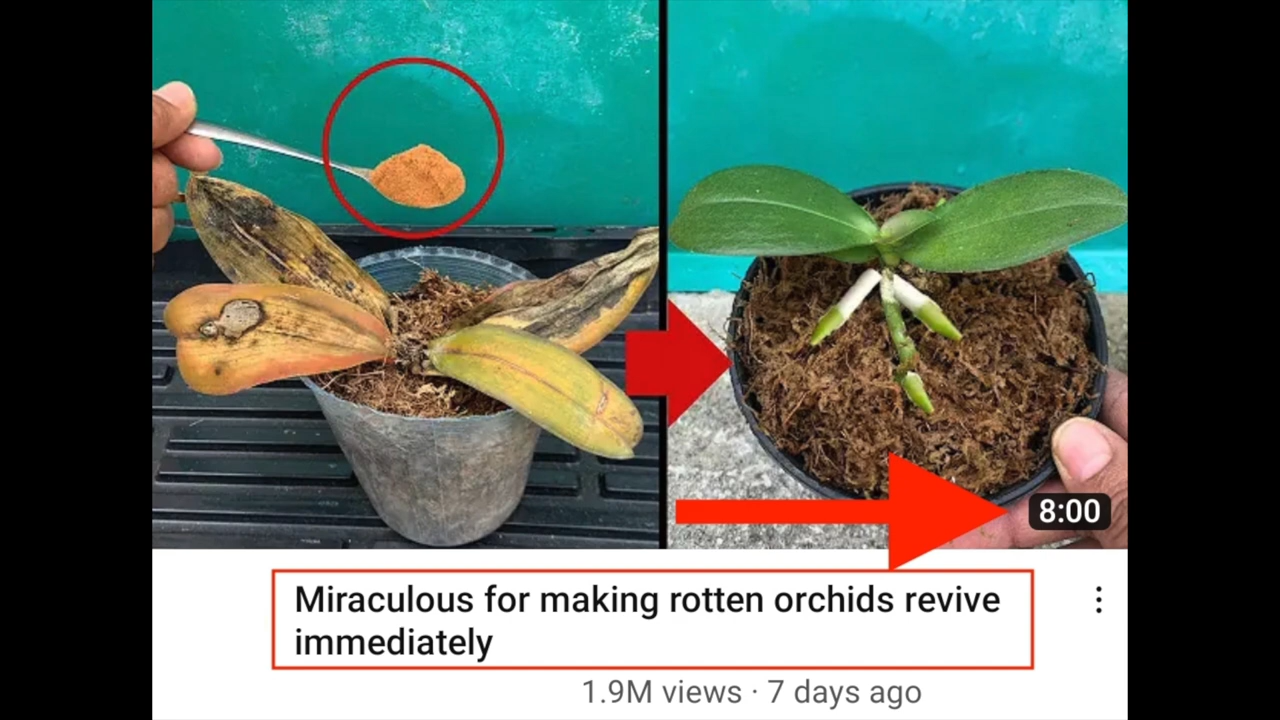 8:00
Miraculous for making rotten orchids revive
immediately
1.9M views · 7 days ago